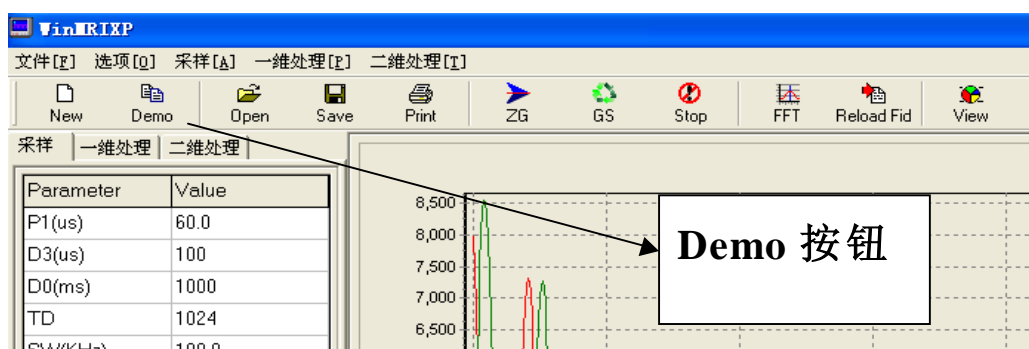 WinMRIXP
文件[F] 选项[O] 采样[A] 一维处理[P] 二维处理[T]
New Demo Open Save Print ZG GS Stop FFT Reload Fid View
采样 一维处理 二维处理
Parameter Value
P1(us) 60.0
D3(us) 100
D0(ms) 1000
TD 1024
8,500
8,000
7,500
7,000
6,500
Demo 按钮